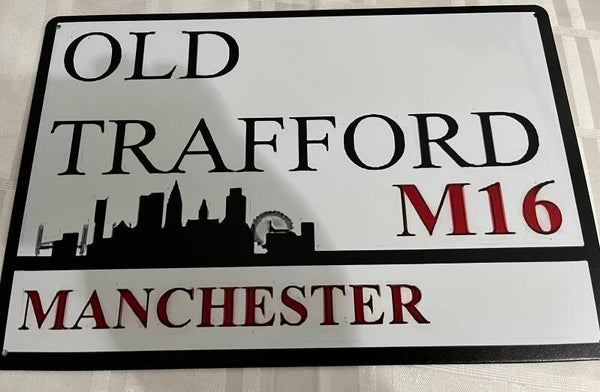 OLD
TRAFFORD
M16
MANCHESTER